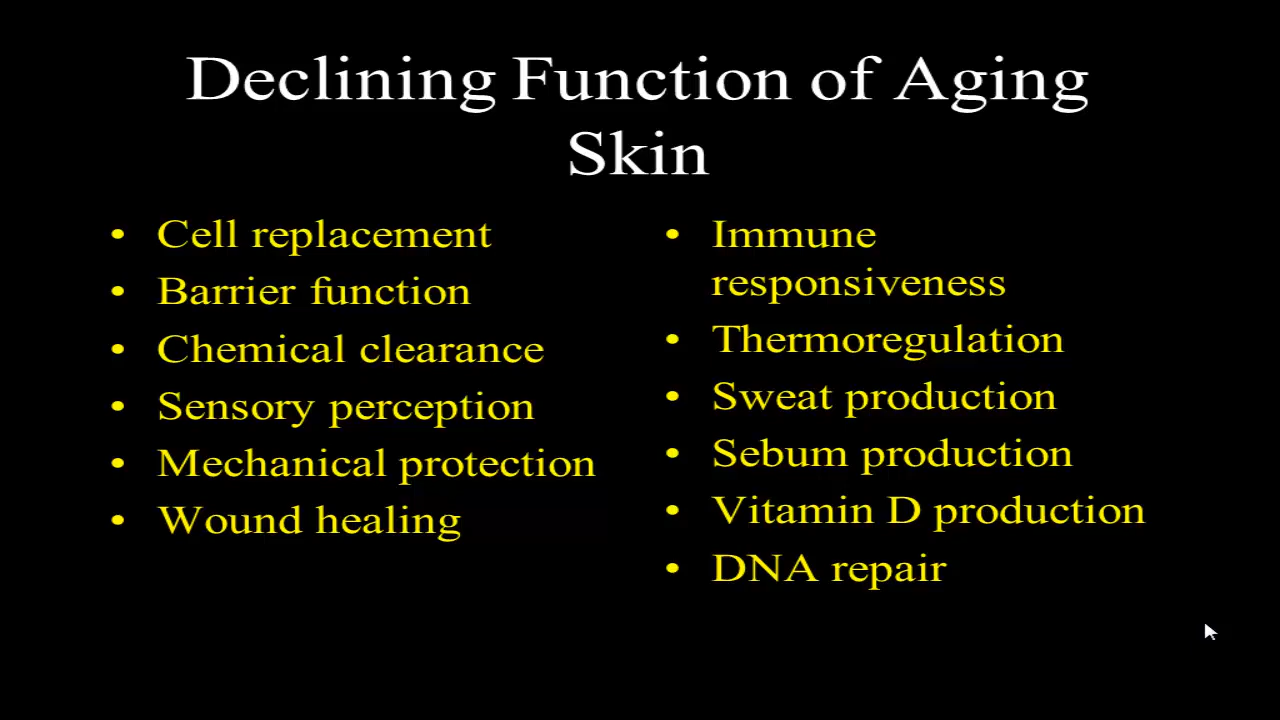 Declining Function of Aging
Skin
• Cell replacement
• Barrier function
• Chemical clearance
• Sensory perception
• Mechanical protection
• Wound healing
• Immune
responsiveness
• Thermoregulation
• Sweat production
• Sebum production
• Vitamin D production
• DNA repair